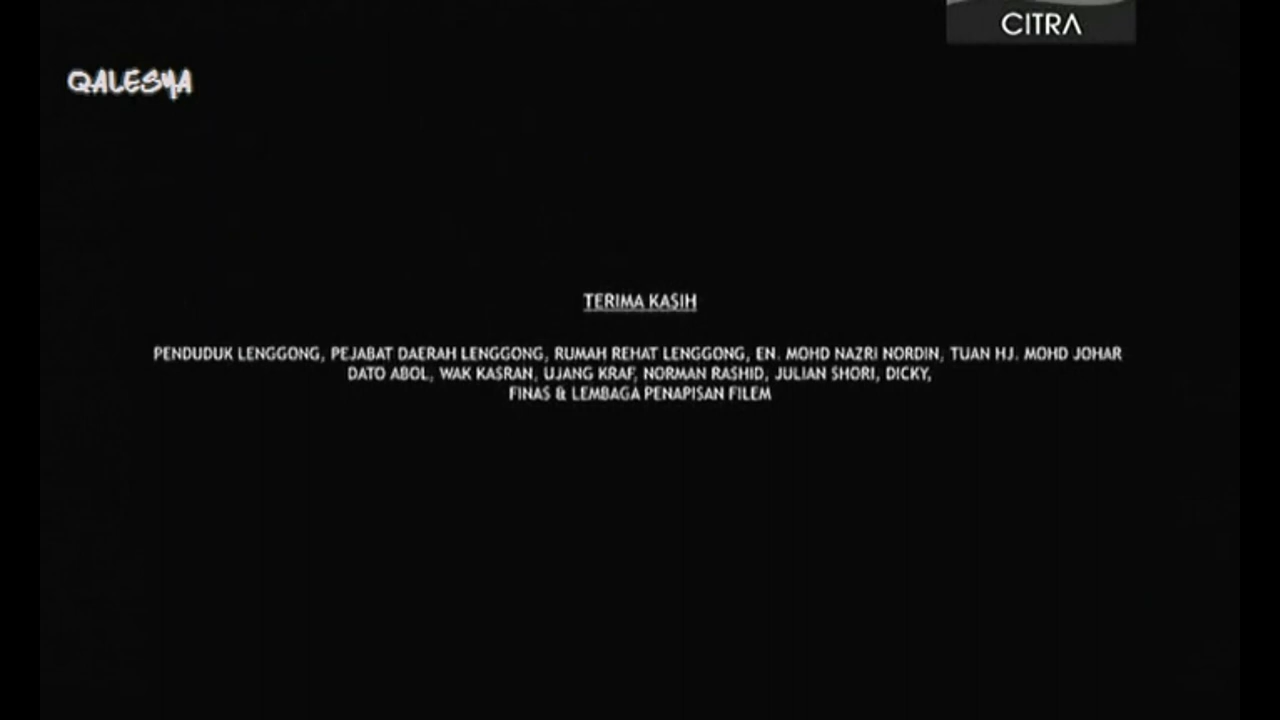 CITRA
QALESYA
TERIMA KASIH
PENDUDUK LENGGONG, PEJABAT DAERAH LENGGONG, RUMAH REHAT LENGGONG, EN. MOHD NAZRI NORDIN, TUAN HJ. MOHD JOHAR
DATO ABOL, WAK KASRAN, UJANG KRAF, NORMAN RASHID, JULIAN SHORI, DICKY,
FINAS & LEMBAGA PENAPISAN FILEM